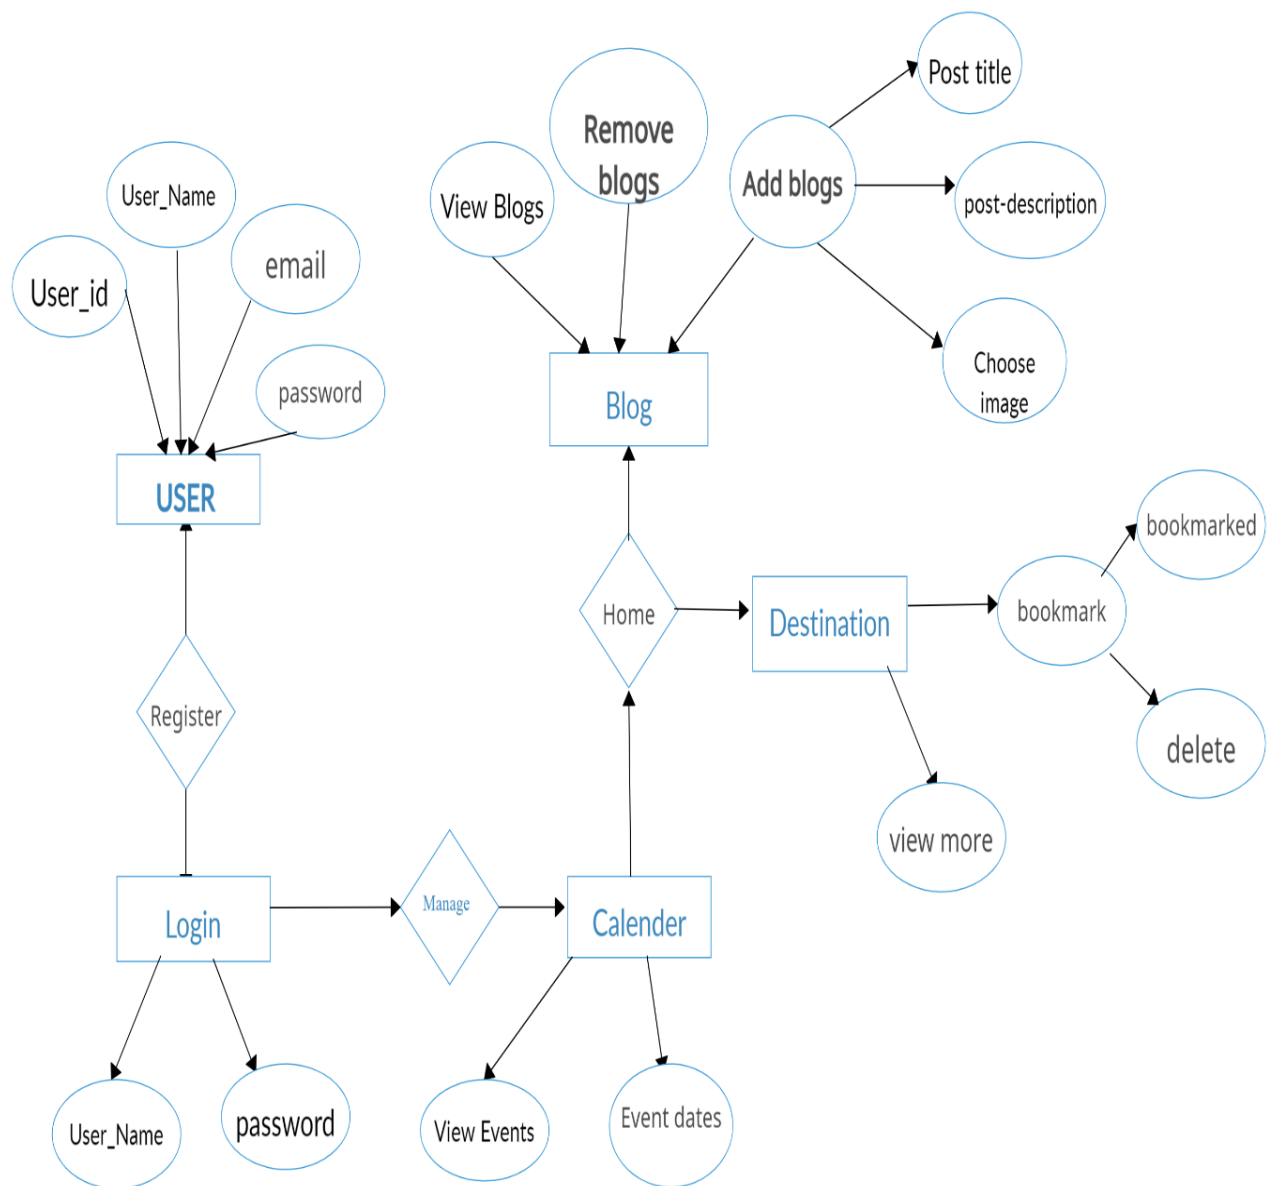 Post title
Remove
blogs
Add blogs
User_Name
View Blogs
post-description
email
User_id
Choose
image
password
Blog
USER
bookmarked
Home
Destination
bookmark
Register
delete
view more
Manage
Login
Calender
Event dates
password
User_Name
View Events